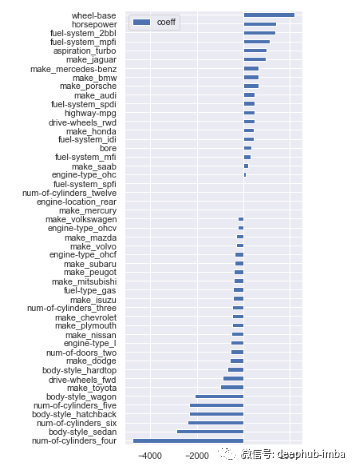 wheel-base
horsepower
fuel-system_2bbl
fuel-system_mpfi
aspiration_turbo
make_jaguar
make_mercedes-benz
make_bmw
make_porsche
make_audi
fuel-system_spdi
highway-mpg
drive-wheels_rwd
make_honda
fuel-system_idi
bore
fuel-system_mfi
make_saab
engine-type_ohc
fuel-system_spfi
num-of-cylinders_twelve
engine-location_rear
make_mercury
make_volkswagen
engine-type_ohcv
make_mazda
make_volvo
engine-type_ohcf
make_subaru
make_peugot
make_mitsubishi
fuel-type_gas
make_isuzu
num-of-cylinders_three
make_chevrolet
make_plymouth
make_nissan
engine-type_l
num-of-doors_two
make_dodge
body-style_hardtop
drive-wheels_fwd
make_toyota
body-style_wagon
num-of-cylinders_five
body-style_hatchback
num-of-cylinders_six
body-style_sedan
num-of-cylinders_four
coeff
−4000 −2000
微信号: deephub-imba